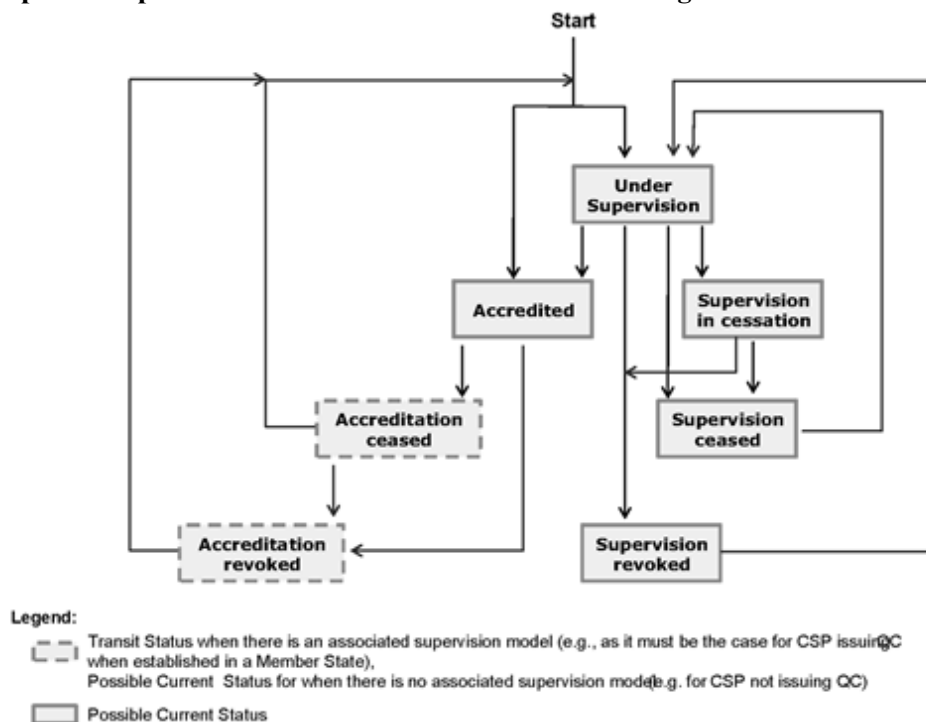 Start
Under
Supervision
Accredited
Supervision
in cessation
Accreditation
ceased
Supervision
ceased
Accreditation
revoked
Supervision
revoked
Legend:
Transit Status when there is an associated supervision model (e.g., as it must be the case for CSP issuing QC
when established in a Member State),
Possible Current Status for when there is no associated supervision model (e.g. for CSP not issuing QC)
Possible Current Status